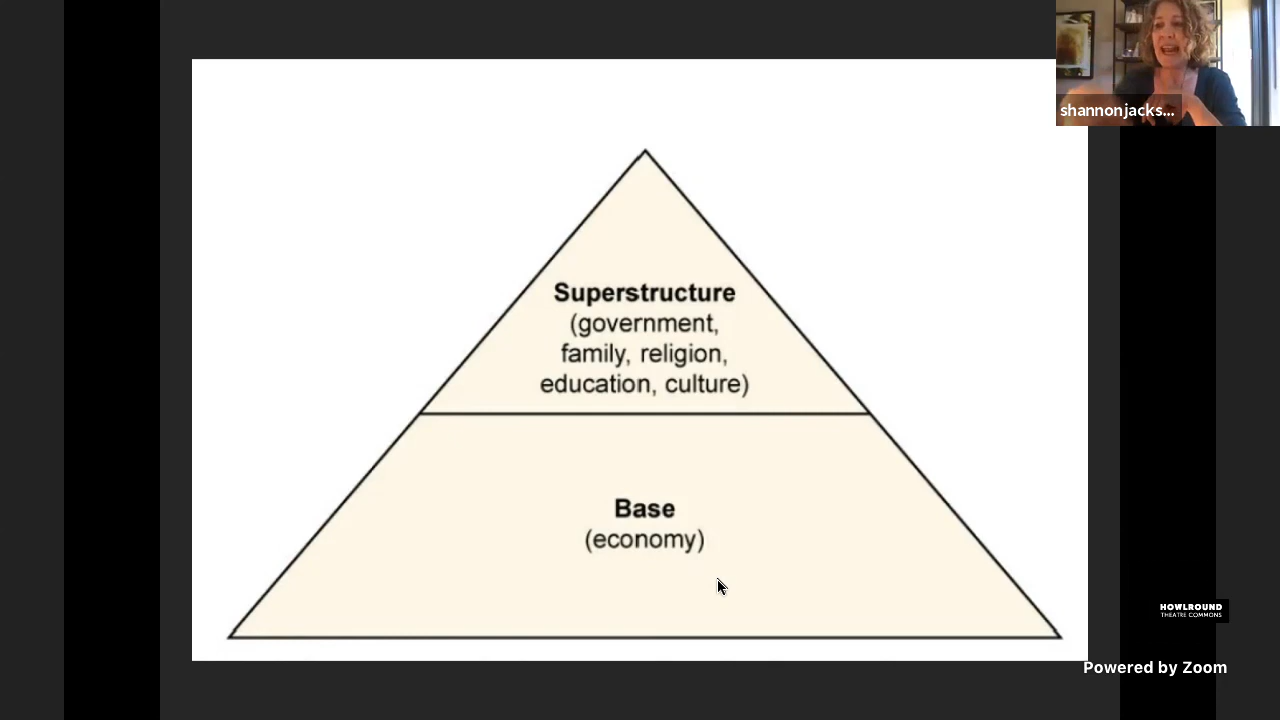 shannonjacks...
Superstructure
(government,
family, religion,
education, culture)
Base
(economy)
HOWLROUND
THEATRE COMMONS
Powered by Zoom